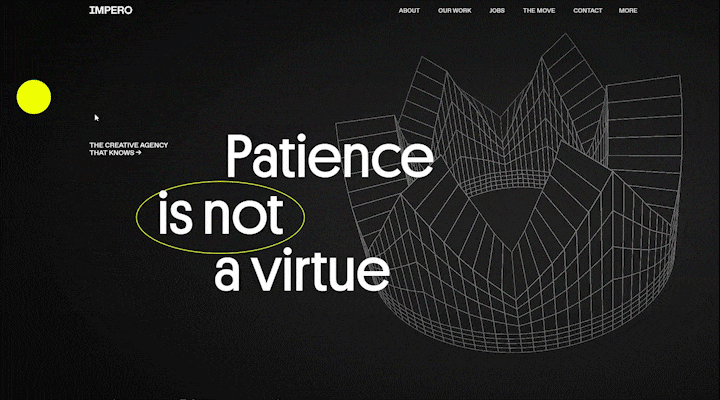 IMPERO
ABOUT OUR WORK JOBS THE MOVE CONTACT MORE
THE CREATIVE AGENCY
THAT KNOWS →
Patience
is not
a virtue